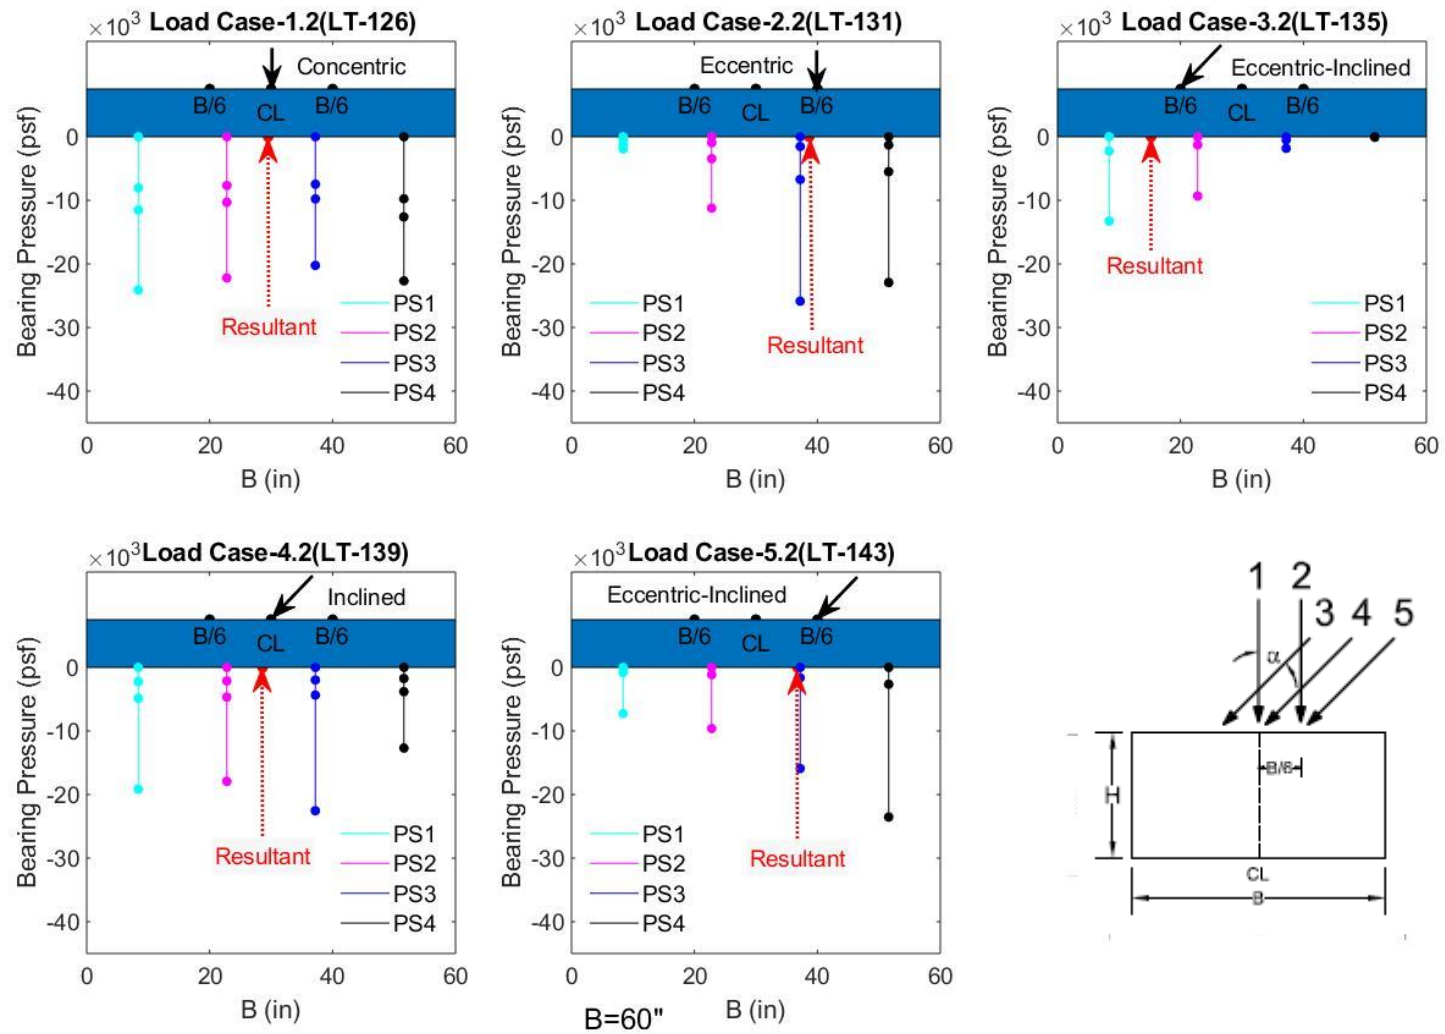 ×10³ Load Case-1.2(LT-126)
Concentric
B/6 CL B/6
0
-10
-20
-30
-40
Bearing Pressure (psf)
Resultant
PS1
PS2
PS3
PS4
0 20 40 60
B (in)
×10³ Load Case-2.2(LT-131)
Eccentric
B/6 CL B/6
0
-10
-20
-30
-40
Bearing Pressure (psf)
Resultant
PS1
PS2
PS3
PS4
0 20 40 60
B (in)
×10³ Load Case-3.2(LT-135)
Eccentric-Inclined
B/6 CL B/6
0
-10
-20
-30
-40
Bearing Pressure (psf)
Resultant
PS1
PS2
PS3
PS4
0 20 40 60
B (in)
×10³ Load Case-4.2(LT-139)
Inclined
B/6 CL B/6
0
-10
-20
-30
-40
Bearing Pressure (psf)
Resultant
PS1
PS2
PS3
PS4
0 20 40 60
B (in)
×10³ Load Case-5.2(LT-143)
Eccentric-Inclined
B/6 CL B/6
0
-10
-20
-30
-40
Bearing Pressure (psf)
Resultant
PS1
PS2
PS3
PS4
0 20 40 60
B (in)
B=60"
1 2
3 4 5
α
B/6
H
CL
B